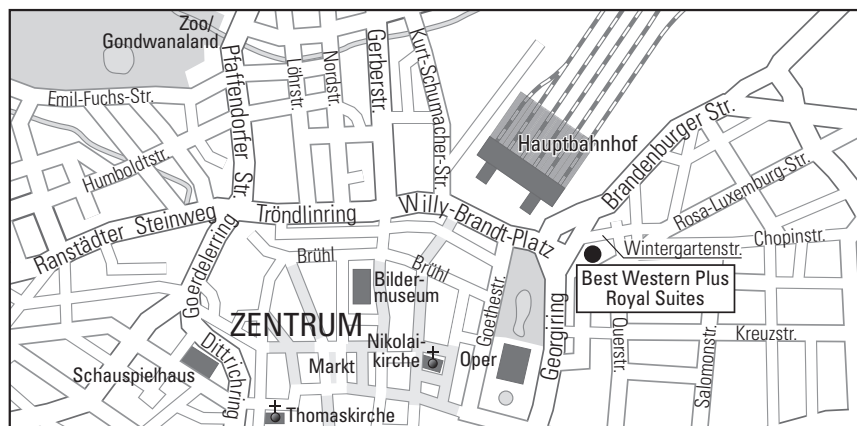 Zoo/
Gondwanaland
Pfaffendorfer Str.
Löhrstr.
Nordstr.
Gerberstr.
Kurt-Schumacher-Str.
Emil-Fuchs-Str.
Humboldtstr.
Hauptbahnhof
Brandenburger Str.
Rosa-Luxemburg-Str.
Ranstädter Steinweg
Tröndlinring
Willy-Brandt-Platz
Wintergartenstr.
Chopinstr.
Goerdelerring
Brühl
Brühl
Bilder-
museum
Goethestr.
Best Western Plus
Royal Suites
ZENTRUM
Nikolai-
kirche
Oper
Georgiring
Querstr.
Salomonstr.
Kreuzstr.
Dittrichring
Schauspielhaus
Markt
Thomaskirche